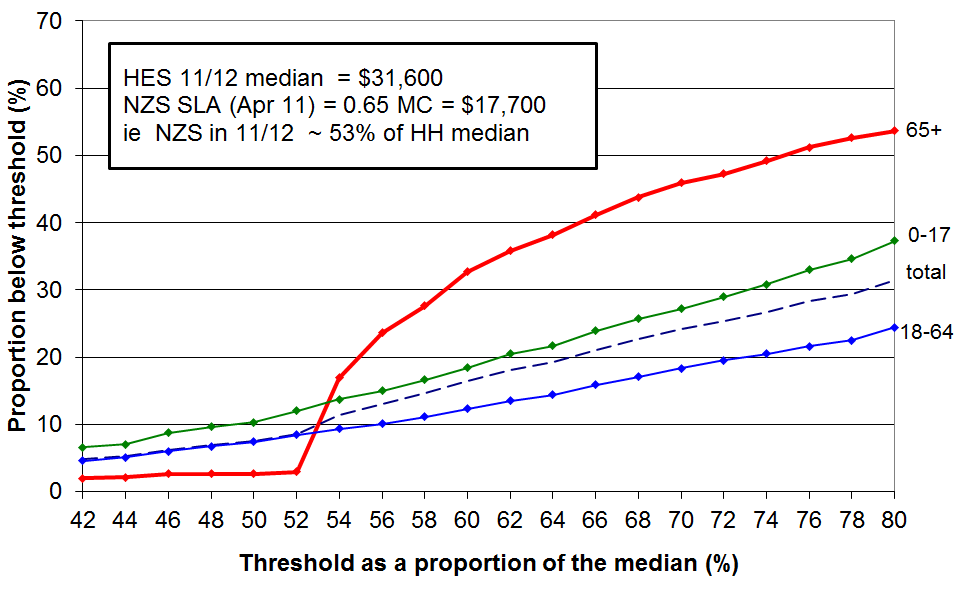 70
60
50
40
30
20
10
0
Proportion below threshold (%)
HES 11/12 median = $31,600
NZS SLA (Apr 11) = 0.65 MC = $17,700
ie NZS in 11/12 ~ 53% of HH median
65+
0-17
total
18-64
42 44 46 48 50 52 54 56 58 60 62 64 66 68 70 72 74 76 78 80
Threshold as a proportion of the median (%)